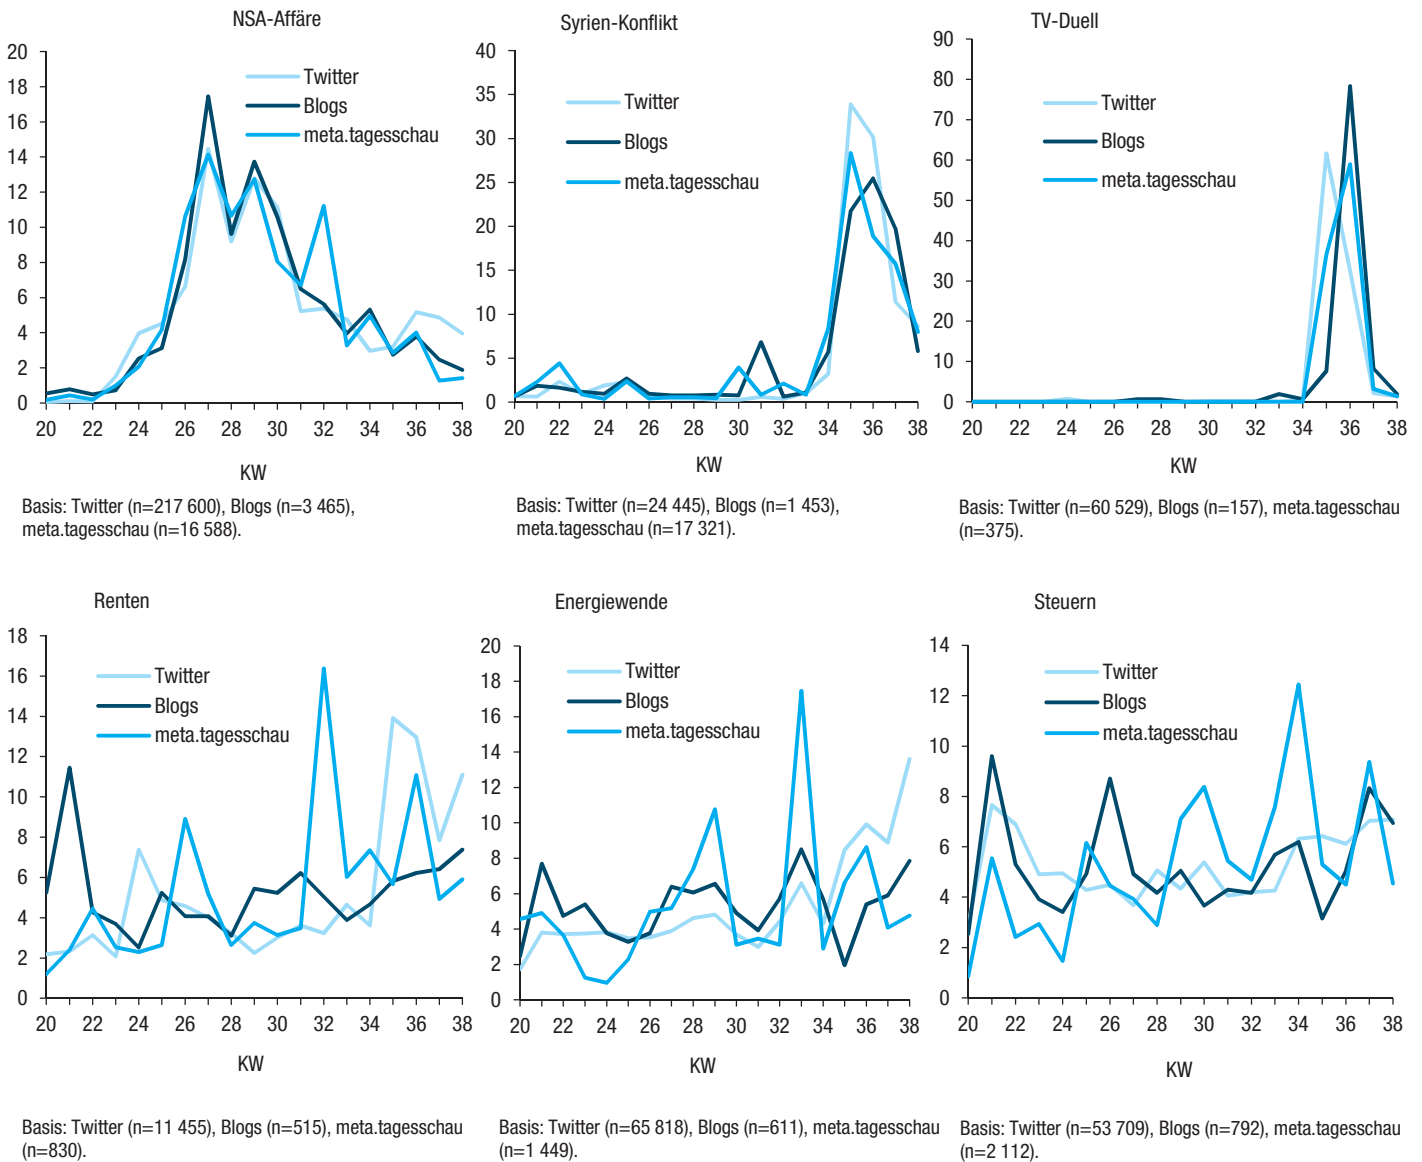 NSA-Affäre
20
18
16
14
12
10
8
6
4
2
0
Twitter
Blogs
meta.tagesschau
20 22 24 26 28 30 32 34 36 38
KW
Basis: Twitter (n=217 600), Blogs (n=3 465),
meta.tagesschau (n=16 588).
Syrien-Konflikt
40
35
30
25
20
15
10
5
0
Twitter
Blogs
meta.tagesschau
20 22 24 26 28 30 32 34 36 38
KW
Basis: Twitter (n=24 445), Blogs (n=1 453),
meta.tagesschau (n=17 321).
TV-Duell
90
80
70
60
50
40
30
20
10
0
Twitter
Blogs
meta.tagesschau
20 22 24 26 28 30 32 34 36 38
KW
Basis: Twitter (n=60 529), Blogs (n=157), meta.tagesschau
(n=375).
Renten
18
16
14
12
10
8
6
4
2
0
Twitter
Blogs
meta.tagesschau
20 22 24 26 28 30 32 34 36 38
KW
Basis: Twitter (n=11 455), Blogs (n=515), meta.tagesschau
(n=830).
Energiewende
20
18
16
14
12
10
8
6
4
2
0
Twitter
Blogs
meta.tagesschau
20 22 24 26 28 30 32 34 36 38
KW
Basis: Twitter (n=65 818), Blogs (n=611), meta.tagesschau
(n=1 449).
Steuern
14
12
10
8
6
4
2
0
Twitter
Blogs
meta.tagesschau
20 22 24 26 28 30 32 34 36 38
KW
Basis: Twitter (n=53 709), Blogs (n=792), meta.tagesschau
(n=2 112).